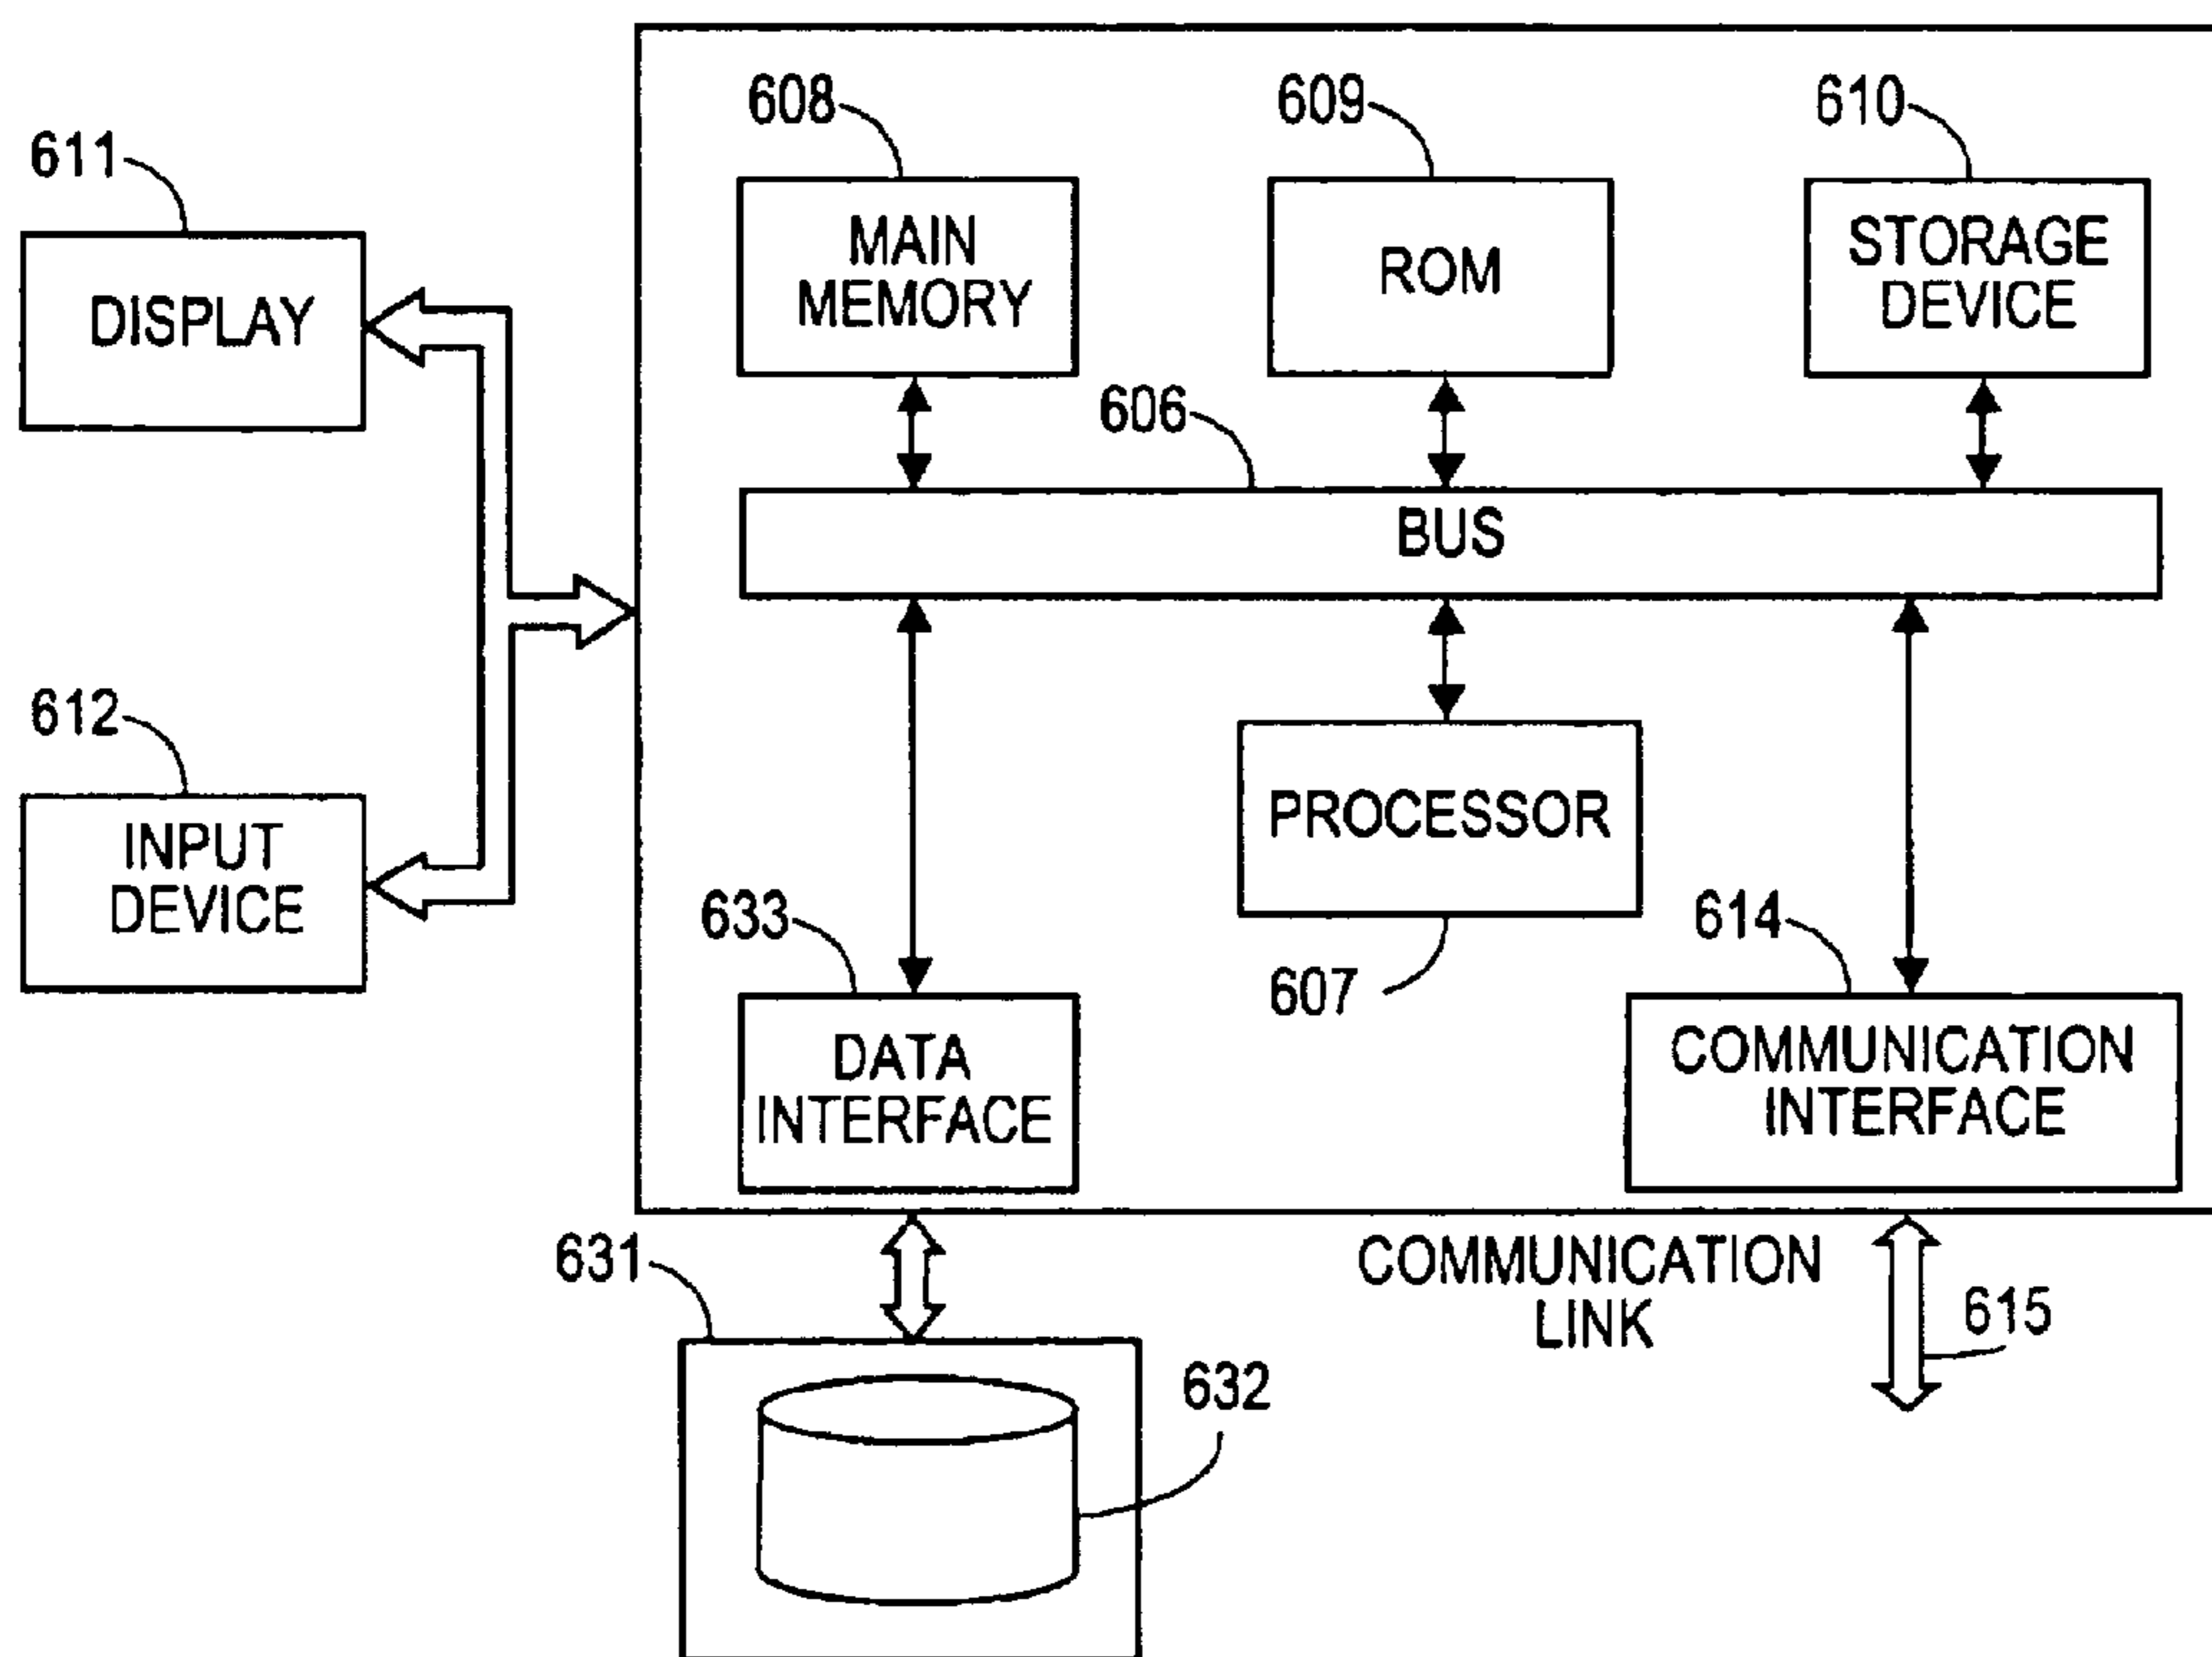 608
609
610
611
MAIN
MEMORY
ROM
STORAGE
DEVICE
DISPLAY
606
BUS
612
INPUT
DEVICE
PROCESSOR
633
607
614
DATA
INTERFACE
COMMUNICATION
INTERFACE
631
COMMUNICATION
LINK
615
632